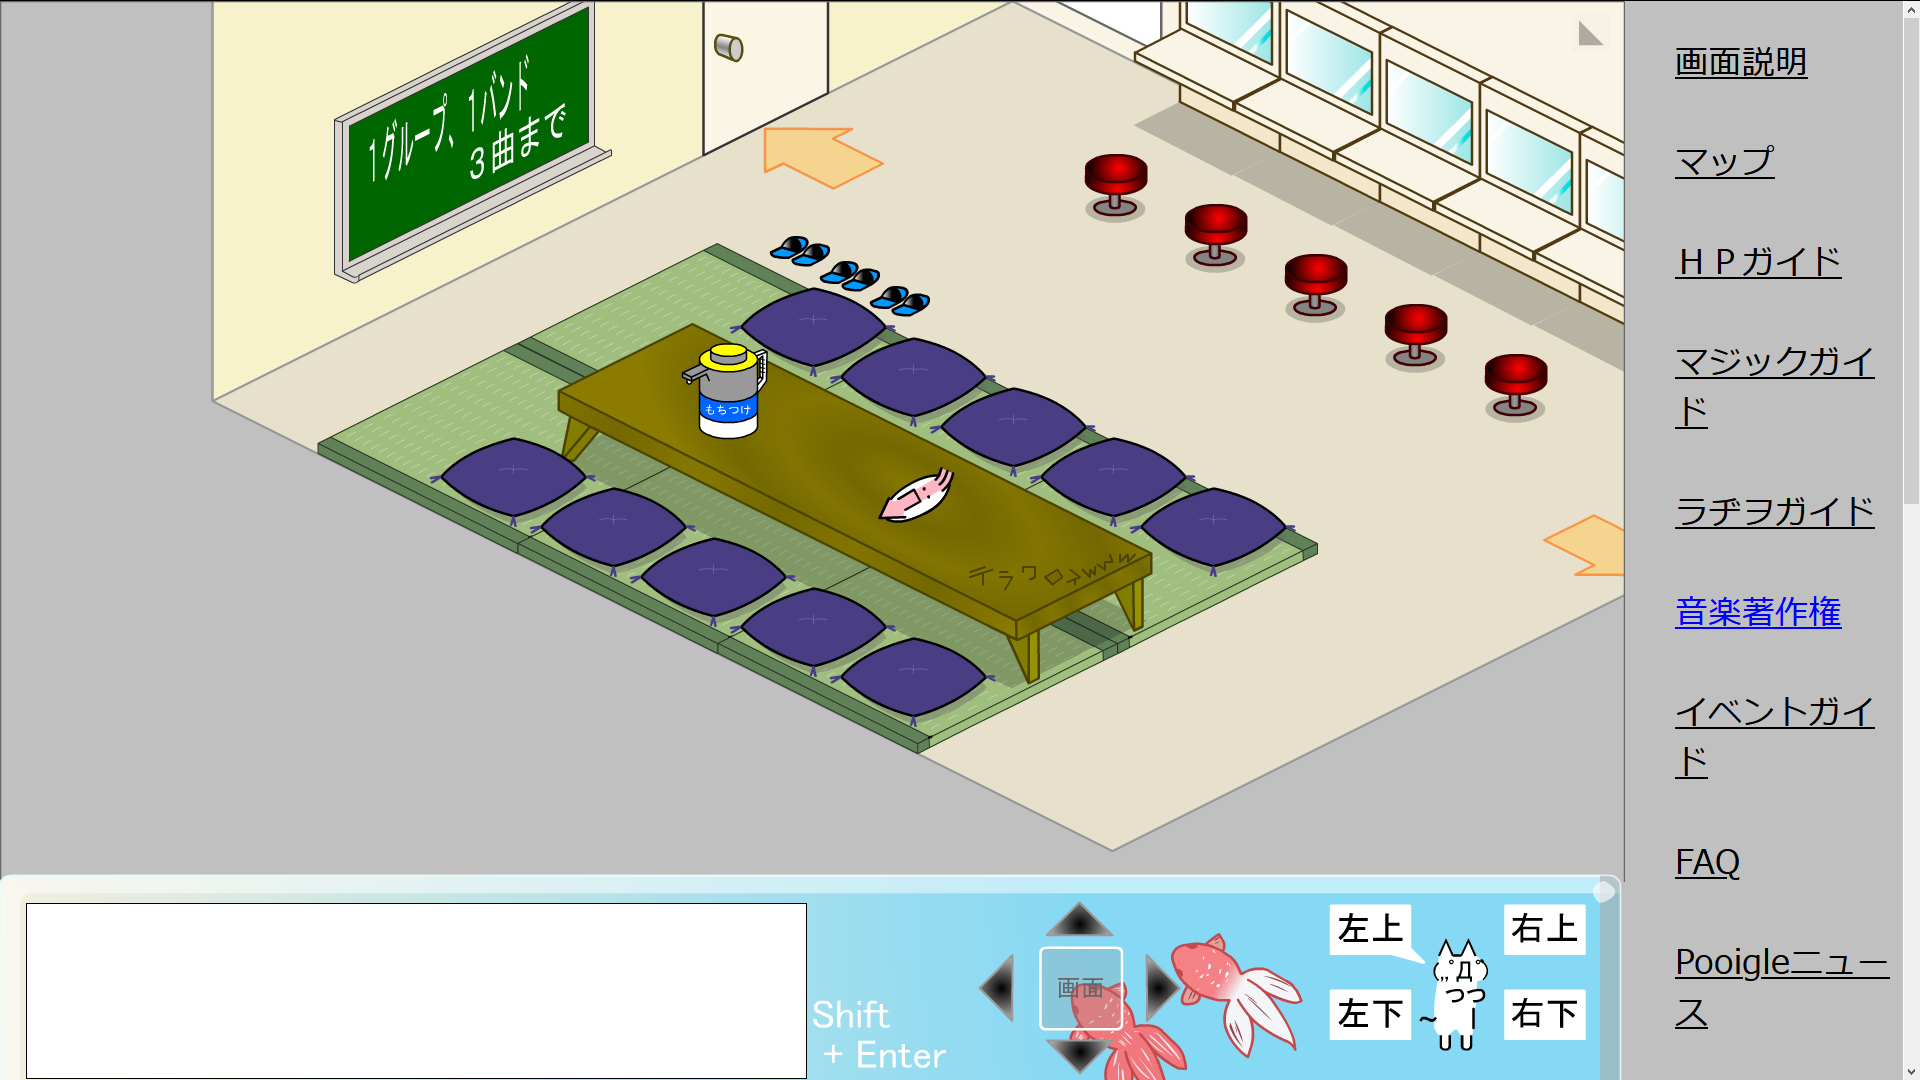 1グループ、1バンド
3曲まで
もちつけ
テラワロスwww
画面説明
マップ
ＨＰガイド
マジックガイ
ド
ラヂヲガイド
音楽著作権
イベントガイ
ド
FAQ
Pooigleニュー
ス
Shift
+ Enter
画面
左上
右上
左下
右下